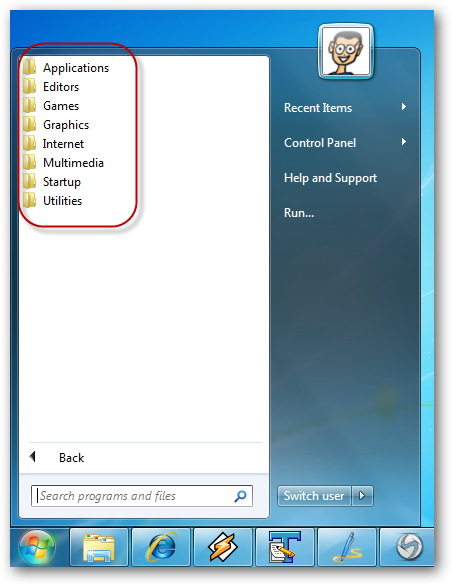 Applications
Editors
Games
Graphics
Internet
Multimedia
Startup
Utilities
Back
Search programs and files
Recent Items
Control Panel
Help and Support
Run...
Switch user